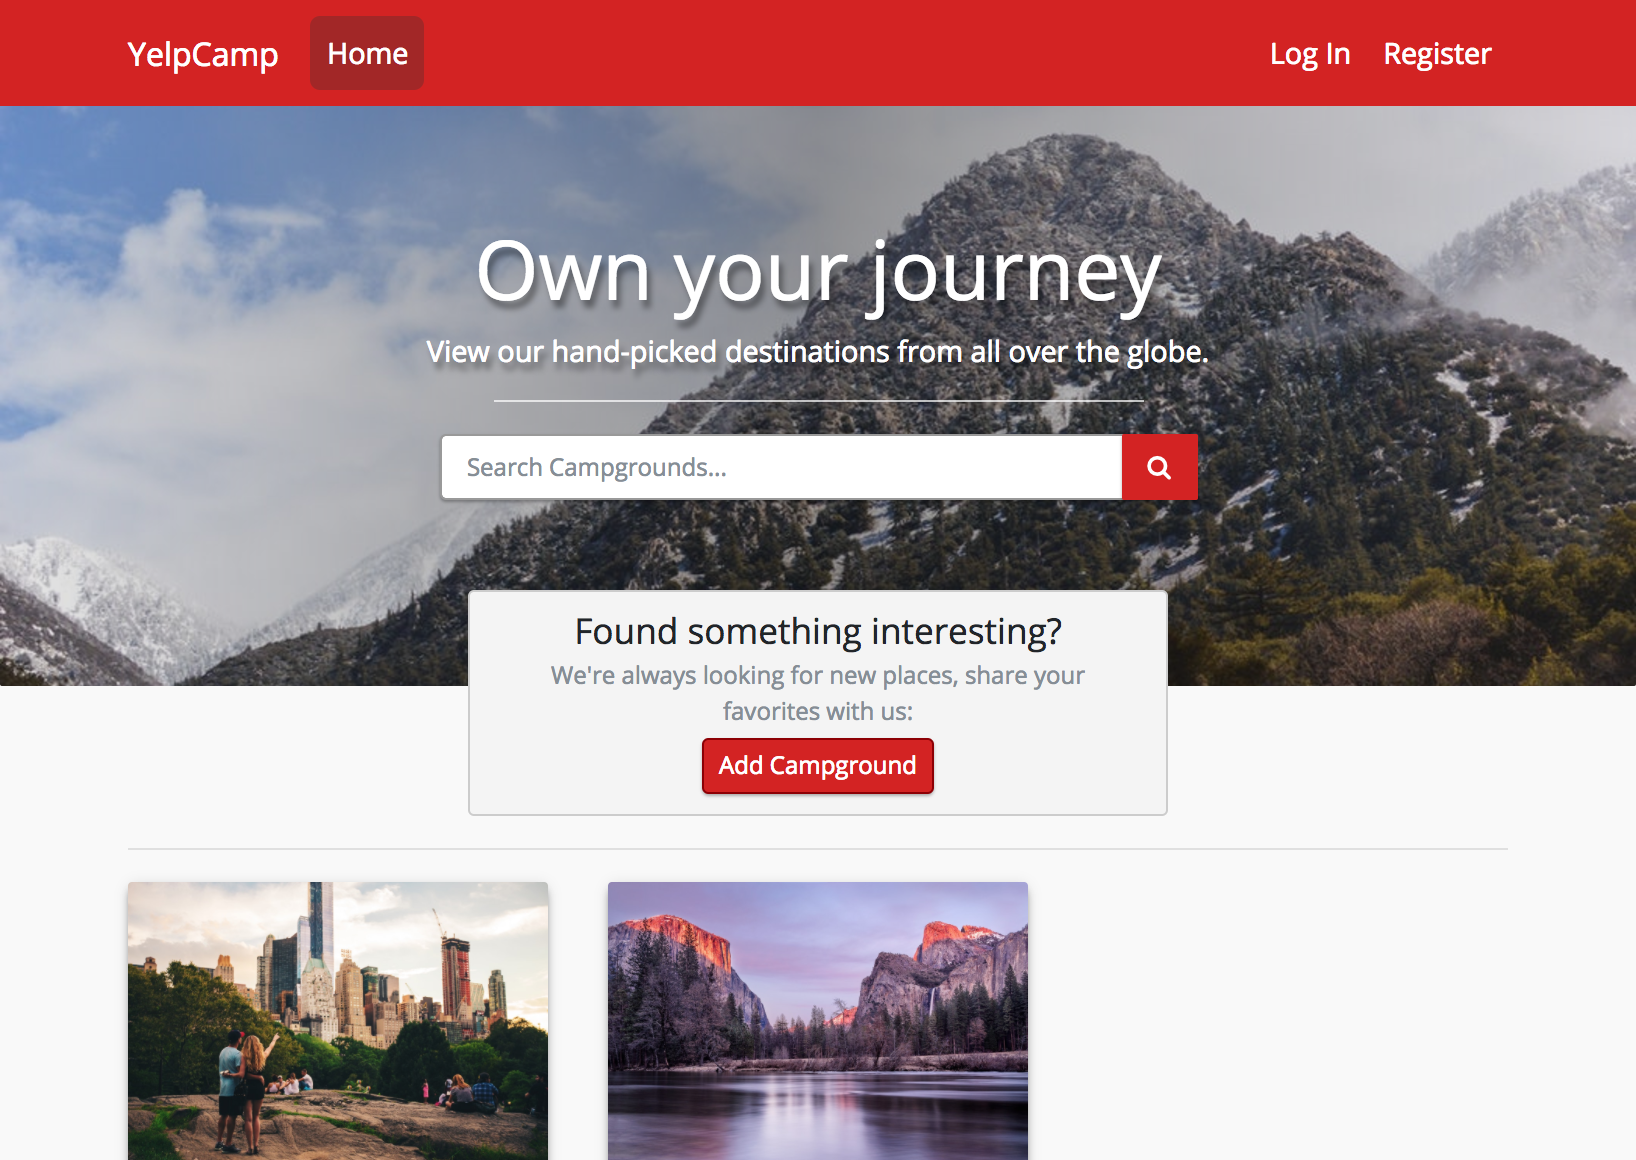 YelpCamp Home Log In Register
Own your journey
View our hand-picked destinations from all over the globe.
Search Campgrounds...
Found something interesting?
We're always looking for new places, share your
favorites with us:
Add Campground